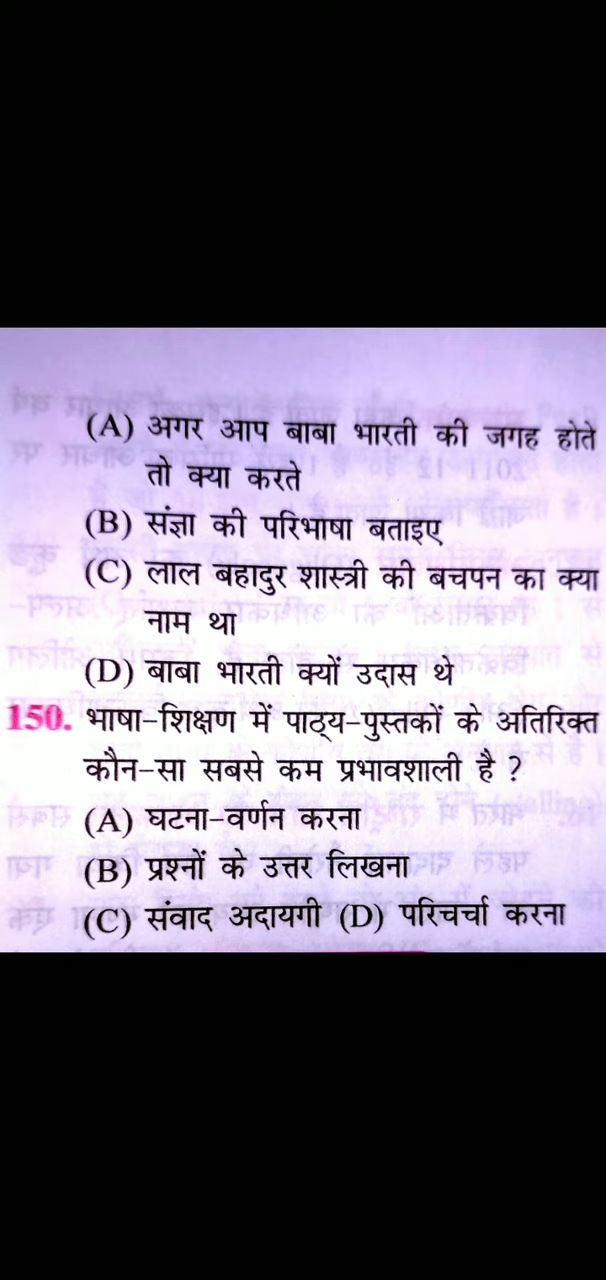 (A) अगर आप बाबा भारती की जगह होते
तो क्या करते
(B) संज्ञा की परिभाषा बताइए
(C) लाल बहादुर शास्त्री की बचपन का क्या
नाम था
(D) बाबा भारती क्यों उदास थे
150. भाषा-शिक्षण में पाठ्य-पुस्तकों के अतिरिक्त
कौन-सा सबसे कम प्रभावशाली है ?
(A) घटना-वर्णन करना
(B) प्रश्नों के उत्तर लिखना
(C) संवाद अदायगी (D) परिचर्चा करना